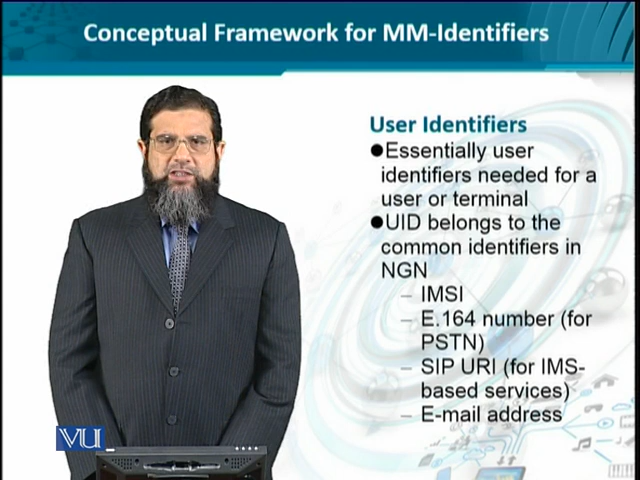 Conceptual Framework for MM-Identifiers
User Identifiers
●Essentially user
identifiers needed for a
user or terminal
●UID belongs to the
common identifiers in
NGN
– IMSI
– E.164 number (for
PSTN)
– SIP URI (for IMS-
based services)
– E-mail address
VU